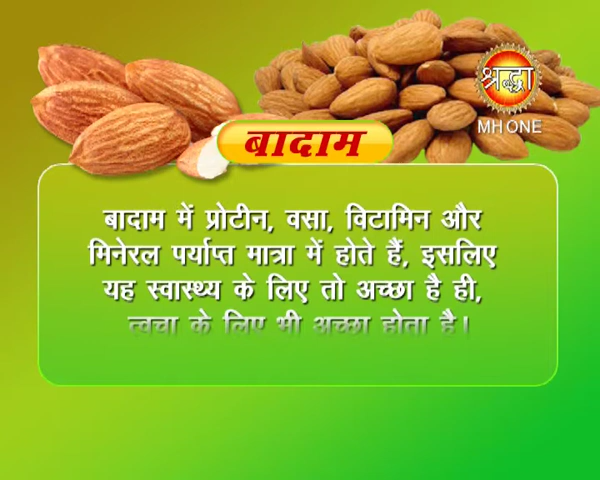 श्रद्धा
MH ONE
बादाम
बादाम में प्रोटीन, वसा, विटामिन और
मिनेरल पर्याप्त मात्रा में होते हैं, इसलिए
यह स्वास्थ्य के लिए तो अच्छा है ही,
त्वचा के लिए भी अच्छा होता है।